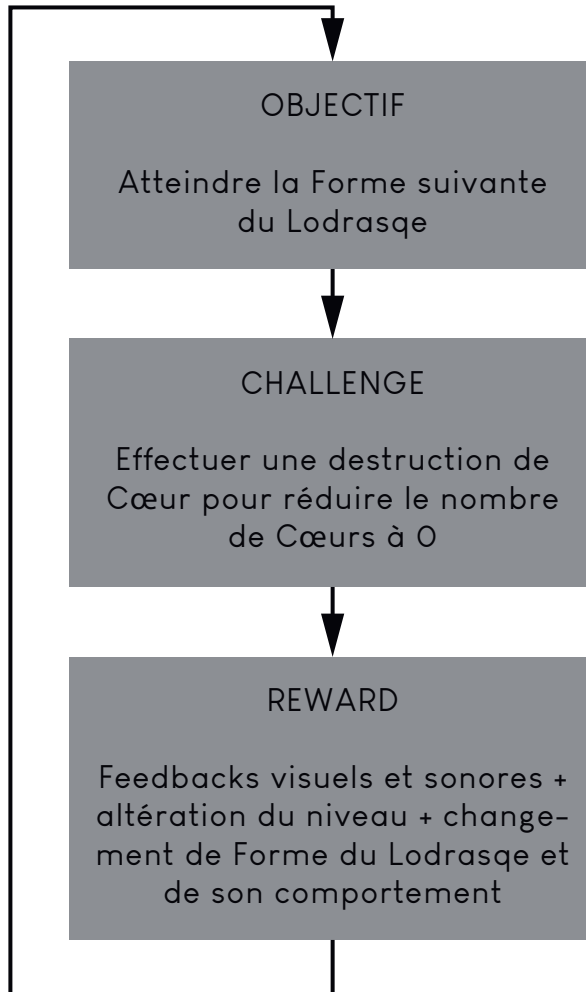 OBJECTIF
Atteindre la Forme suivante
du Lodrasqe
CHALLENGE
Effectuer une destruction de
Cœur pour réduire le nombre
de Cœurs à 0
REWARD
Feedbacks visuels et sonores +
altération du niveau + change-
ment de Forme du Lodrasqe et
de son comportement